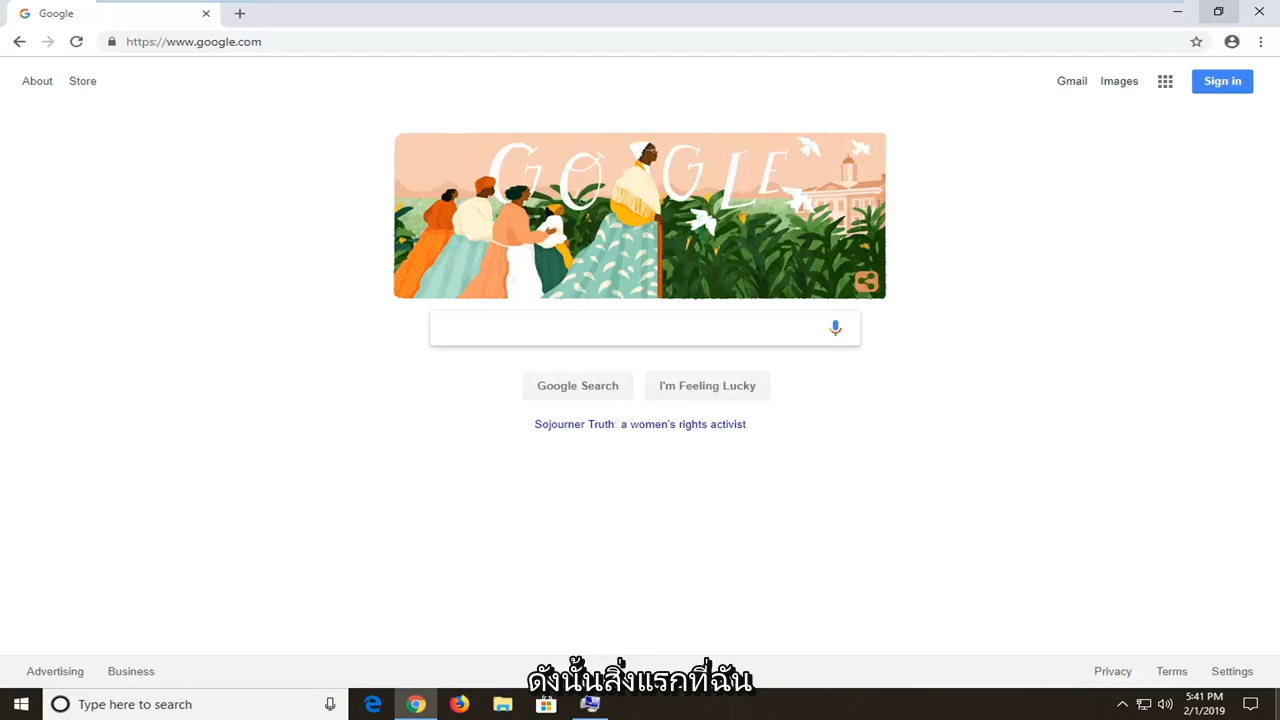 Google
https://www.google.com
About Store
Gmail Images Sign in
GOOGLE
Google Search I'm Feeling Lucky
Sojourner Truth: a women's rights activist
Advertising Business
Privacy Terms Settings
ดังนั้นสิ่งแรกที่ฉัน
Type here to search
5:41 PM
2/1/2019